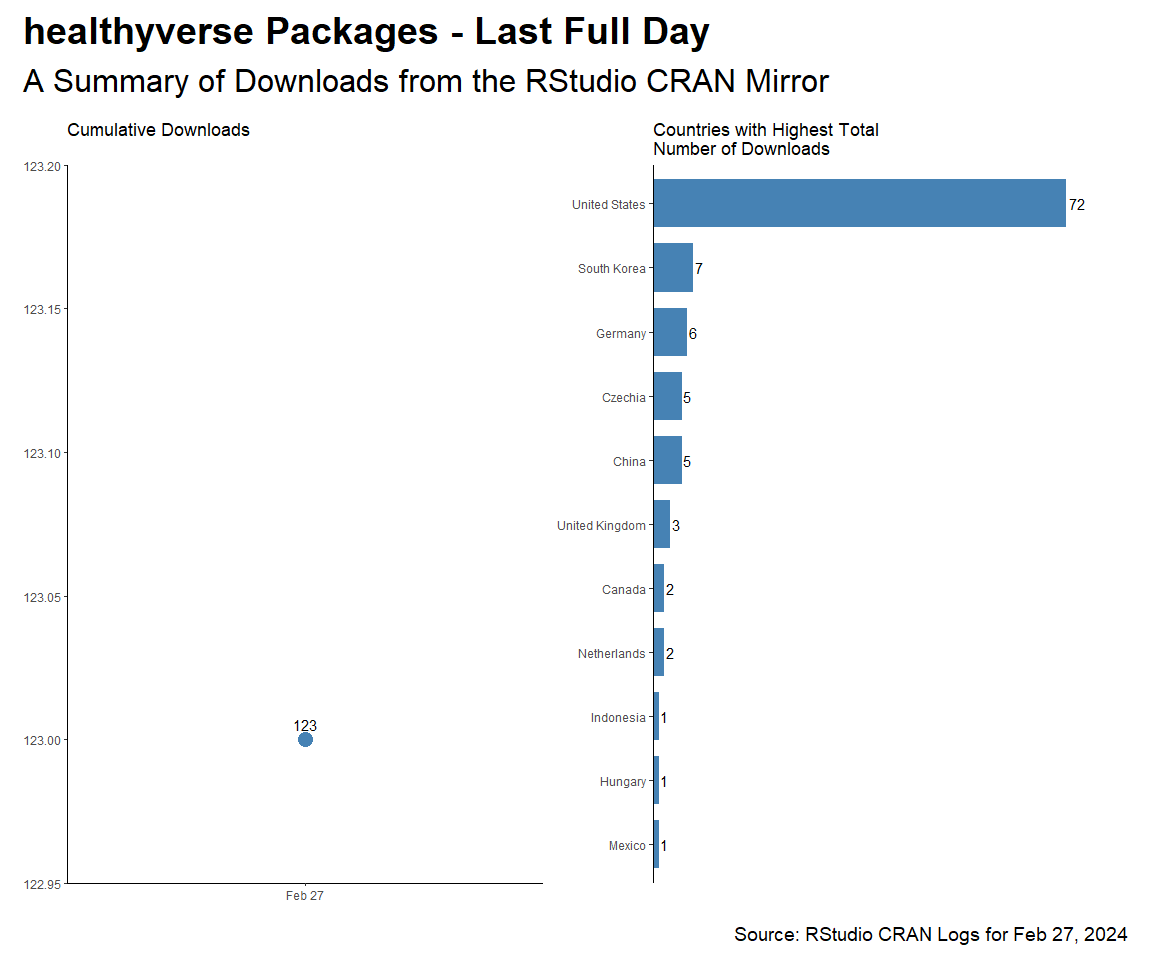 healthyverse Packages - Last Full Day
A Summary of Downloads from the RStudio CRAN Mirror
Cumulative Downloads
123.20
123.15
123.10
123.05
123.00
122.95
123
Feb 27
Countries with Highest Total
Number of Downloads
United States 72
South Korea 7
Germany 6
Czechia 5
China 5
United Kingdom 3
Canada 2
Netherlands 2
Indonesia 1
Hungary 1
Mexico 1
Source: RStudio CRAN Logs for Feb 27, 2024